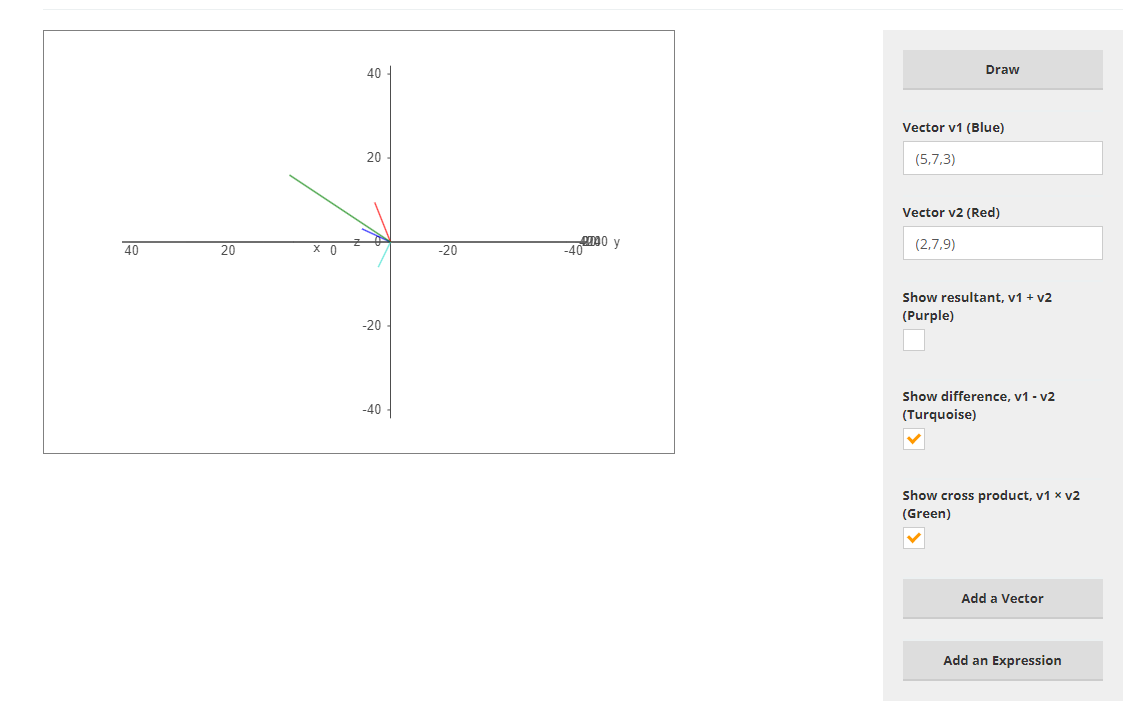 40
20
0
40 20 x 0 z -20 -40 y
-20
-40
Draw
Vector v1 (Blue)
(5,7,3)
Vector v2 (Red)
(2,7,9)
Show resultant, v1 + v2
(Purple)
Show difference, v1 - v2
(Turquoise)
Show cross product, v1 × v2
(Green)
Add a Vector
Add an Expression